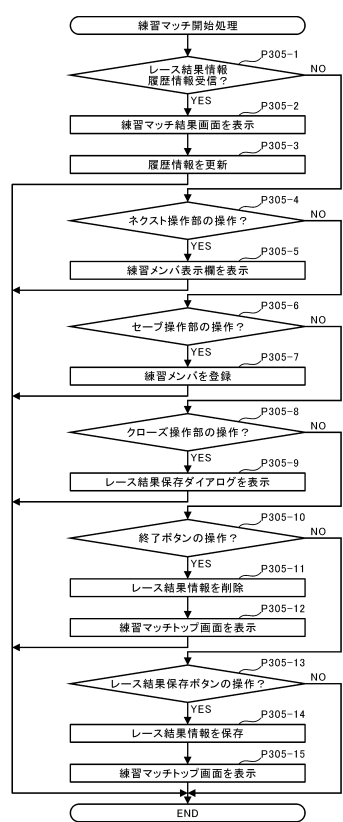 練習マッチ開始処理
P305-1
レース結果情報
履歴情報受信？
NO
YES
P305-2
練習マッチ結果画面を表示
P305-3
履歴情報を更新
P305-4
ネクスト操作部の操作？
NO
YES
P305-5
練習メンバ表示欄を表示
P305-6
セーブ操作部の操作？
NO
YES
P305-7
練習メンバを登録
P305-8
クローズ操作部の操作？
NO
YES
P305-9
レース結果保存ダイアログを表示
P305-10
終了ボタンの操作？
NO
YES
P305-11
レース結果情報を削除
P305-12
練習マッチトップ画面を表示
P305-13
レース結果保存ボタンの操作？
NO
YES
P305-14
レース結果情報を保存
P305-15
練習マッチトップ画面を表示
END